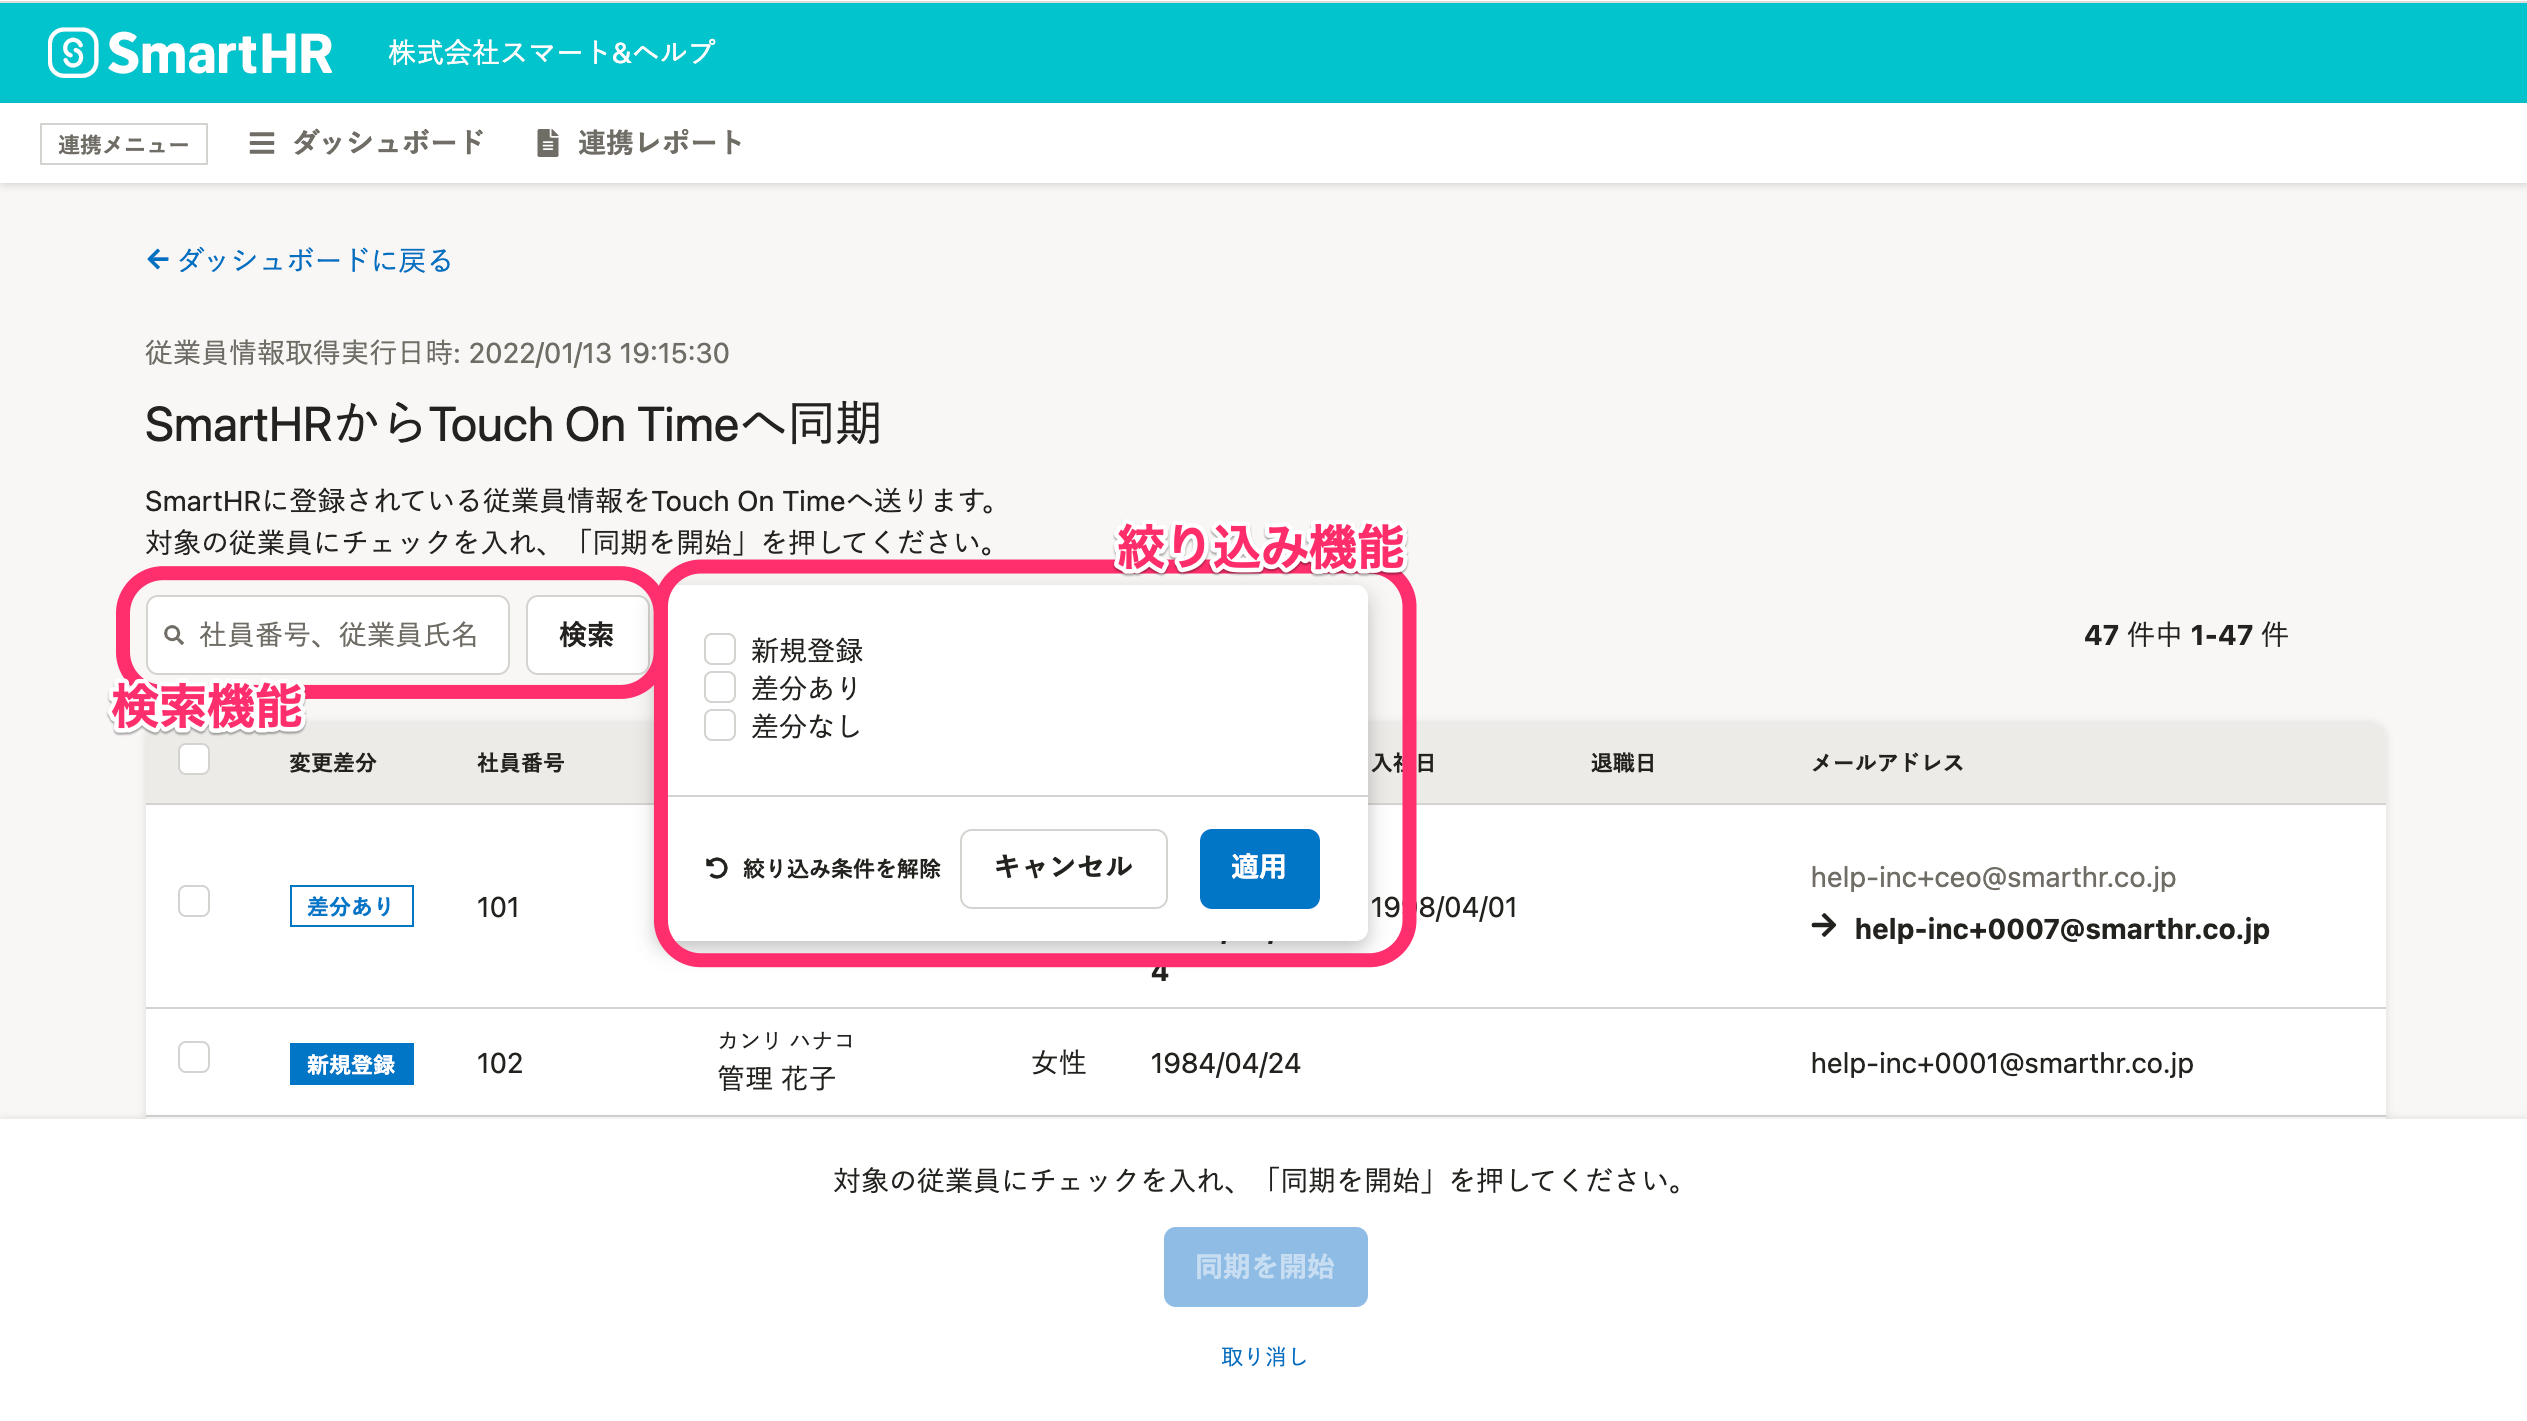 SmartHR 株式会社スマート&ヘルプ
連携メニュー ダッシュボード 連携レポート
ダッシュボードに戻る
従業員情報取得実行日時: 2022/01/13 19:15:30
SmartHRからTouch On Timeへ同期
SmartHRに登録されている従業員情報をTouch On Timeへ送ります。
対象の従業員にチェックを入れ、「同期を開始」を押してください。
絞り込み機能
社員番号、従業員氏名 検索
47 件中 1-47 件
検索機能
新規登録
差分あり
差分なし
絞り込み条件を解除 キャンセル 適用
変更差分 社員番号 入社日 退職日 メールアドレス
差分あり 101 1998/04/01 help-inc+ceo@smarthr.co.jp
help-inc+0007@smarthr.co.jp
4
新規登録 102 カンリ ハナコ
管理 花子 女性 1984/04/24 help-inc+0001@smarthr.co.jp
対象の従業員にチェックを入れ、「同期を開始」を押してください。
同期を開始
取り消し